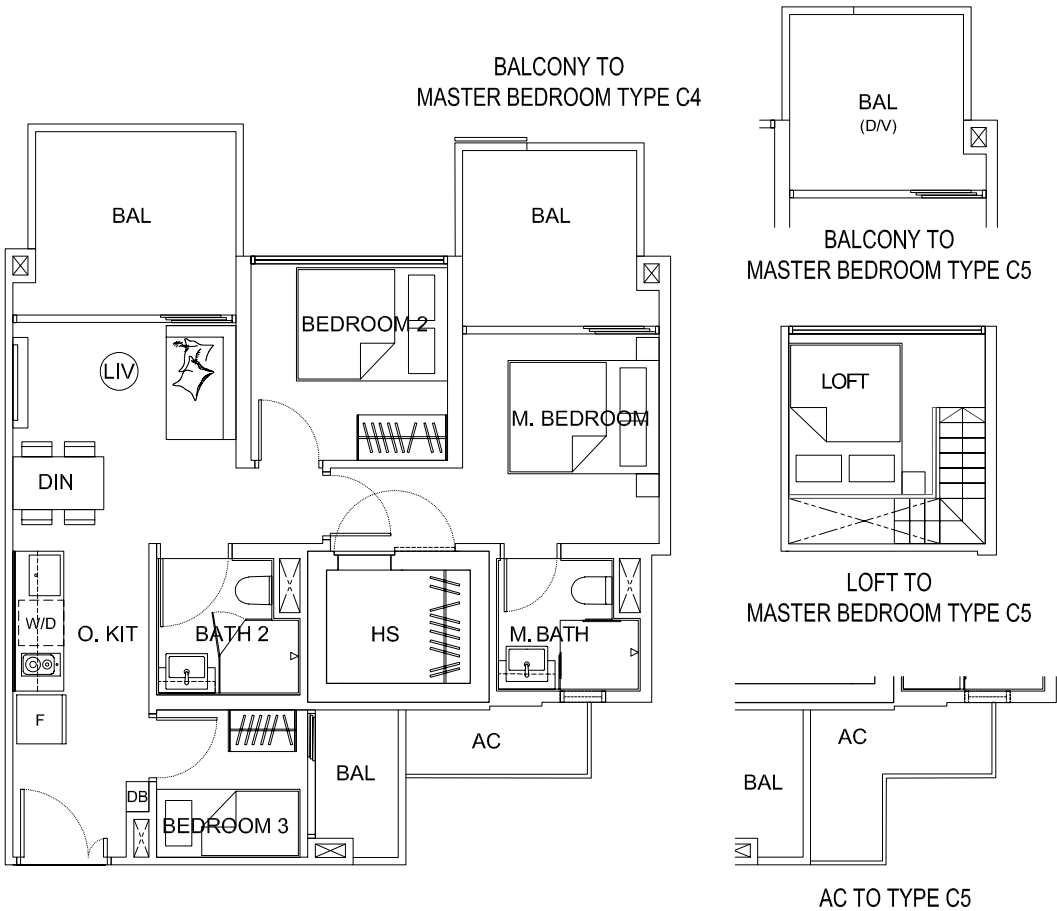 BALCONY TO
MASTER BEDROOM TYPE C4
BAL
BAL
BEDROOM 2
LIV
M. BEDROOM
DIN
W/D
O. KIT
BATH 2
HS
M. BATH
F
AC
BAL
DB
BEDROOM 3
BAL
(D/V)
BALCONY TO
MASTER BEDROOM TYPE C5
LOFT
LOFT TO
MASTER BEDROOM TYPE C5
AC
BAL
AC TO TYPE C5